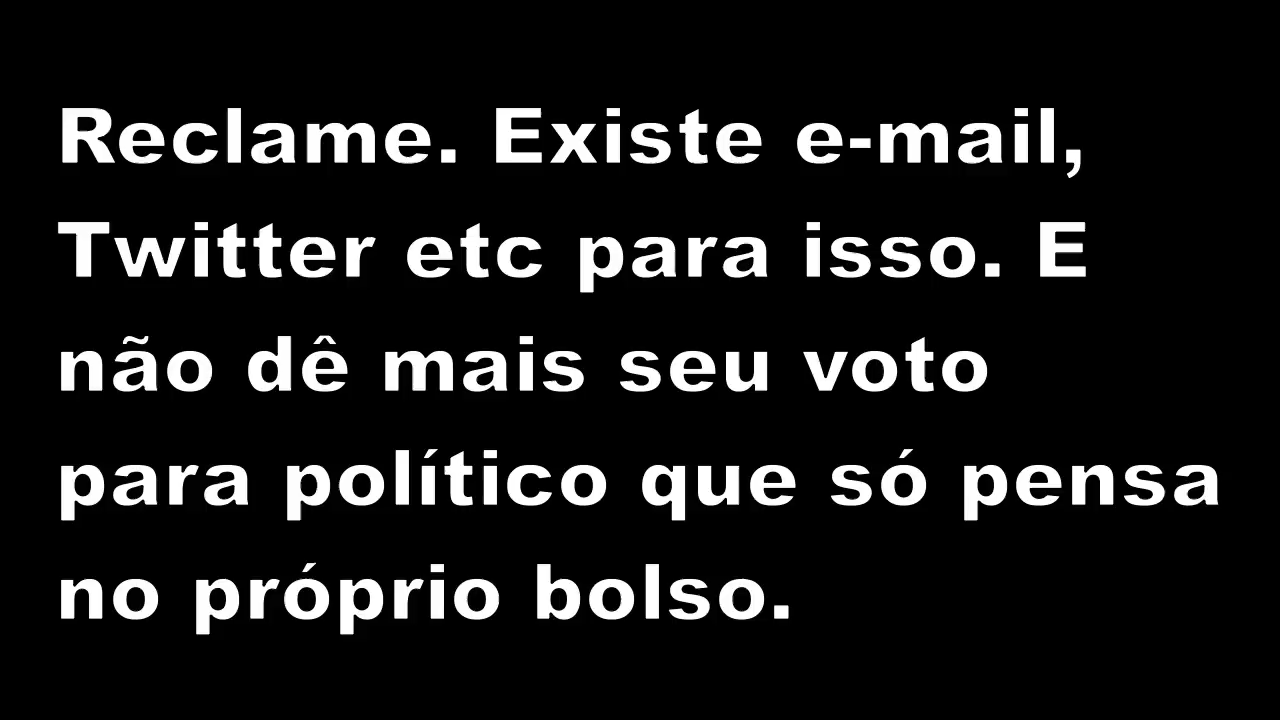 Reclame. Existe e-mail,
Twitter etc para isso. E
não dê mais seu voto
para político que só pensa
no próprio bolso.